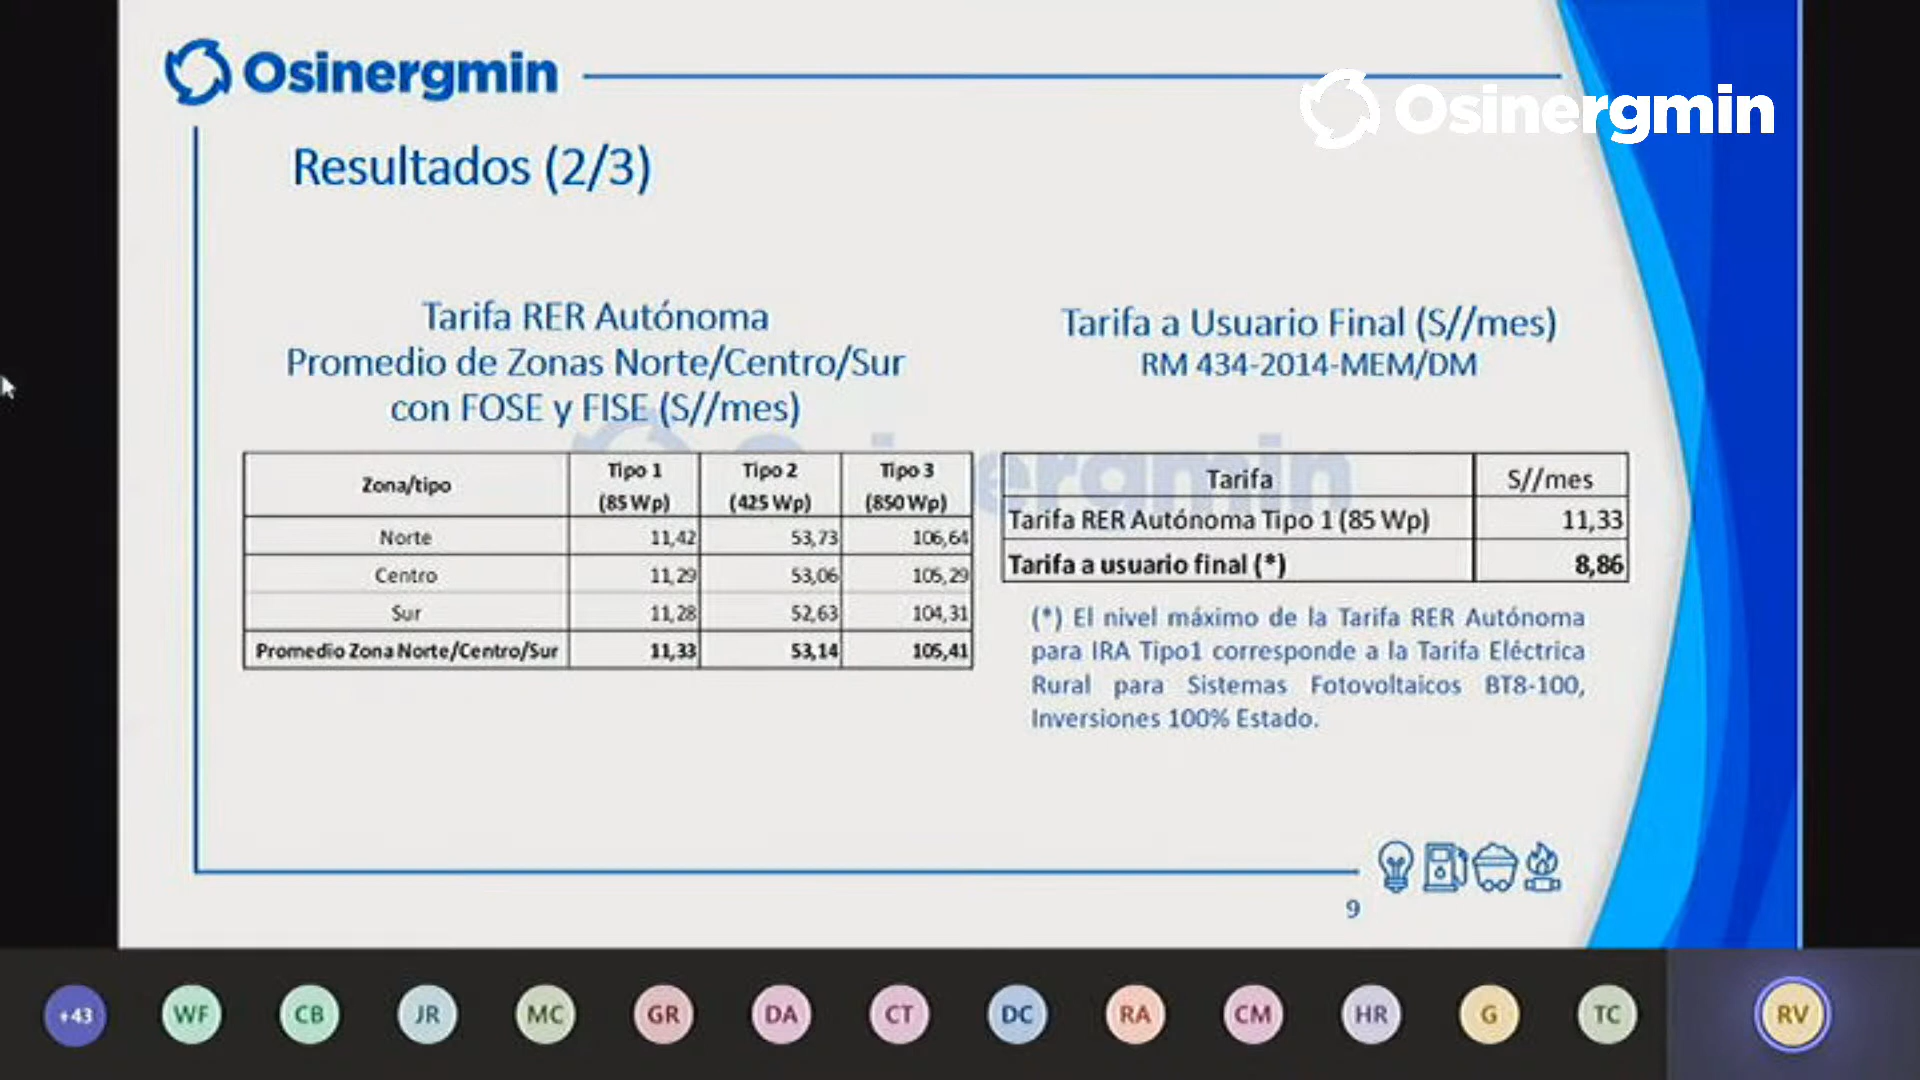 Osinergmin
Osinergmin
Resultados (2/3)
Tarifa RER Autónoma
Promedio de Zonas Norte/Centro/Sur
con FOSE y FISE (S//mes)
Zona/tipo Tipo 1 (85 Wp) Tipo 2 (425 Wp) Tipo 3 (850 Wp)
Norte 11,42 53,73 106,64
Centro 11,29 53,06 105,29
Sur 11,28 52,63 104,31
Promedio Zona Norte/Centro/Sur 11,33 53,14 105,41
Tarifa a Usuario Final (S//mes)
RM 434-2014-MEM/DM
Tarifa S//mes
Tarifa RER Autónoma Tipo 1 (85 Wp) 11,33
Tarifa a usuario final (*) 8,86
(*) El nivel máximo de la Tarifa RER Autónoma
para IRA Tipo1 corresponde a la Tarifa Eléctrica
Rural para Sistemas Fotovoltaicos BT8-100,
Inversiones 100% Estado.
Osinergmin
9
+43 WF CB JR MC GR DA CT DC RA CM HR G TC RV